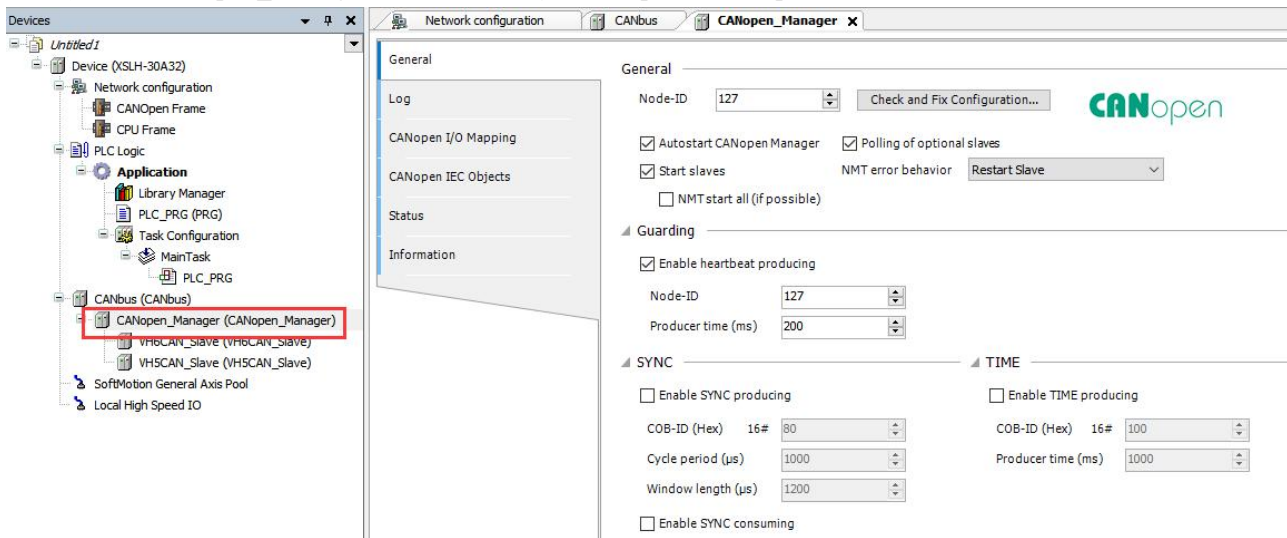 Devices
Untitled1
Device (XSLH-30A32)
Network configuration
CANOpen Frame
CPU Frame
PLC Logic
Application
Library Manager
PLC_PRG (PRG)
Task Configuration
MainTask
PLC_PRG
CANbus (CANbus)
CANopen_Manager (CANopen_Manager)
VH6CAN_Slave (VH6CAN_Slave)
VH5CAN_Slave (VH5CAN_Slave)
SoftMotion General Axis Pool
Local High Speed IO
Network configuration CANbus CANopen_Manager
General
Log
CANopen I/O Mapping
CANopen IEC Objects
Status
Information
General
Node-ID 127 Check and Fix Configuration... CANopen
Autostart CANopen Manager Polling of optional slaves
Start slaves NMT error behavior Restart Slave
NMT start all (if possible)
Guarding
Enable heartbeat producing
Node-ID 127
Producer time (ms) 200
SYNC
Enable SYNC producing
COB-ID (Hex) 16# 80
Cycle period (µs) 1000
Window length (µs) 1200
Enable SYNC consuming
TIME
Enable TIME producing
COB-ID (Hex) 16# 100
Producer time (ms) 1000